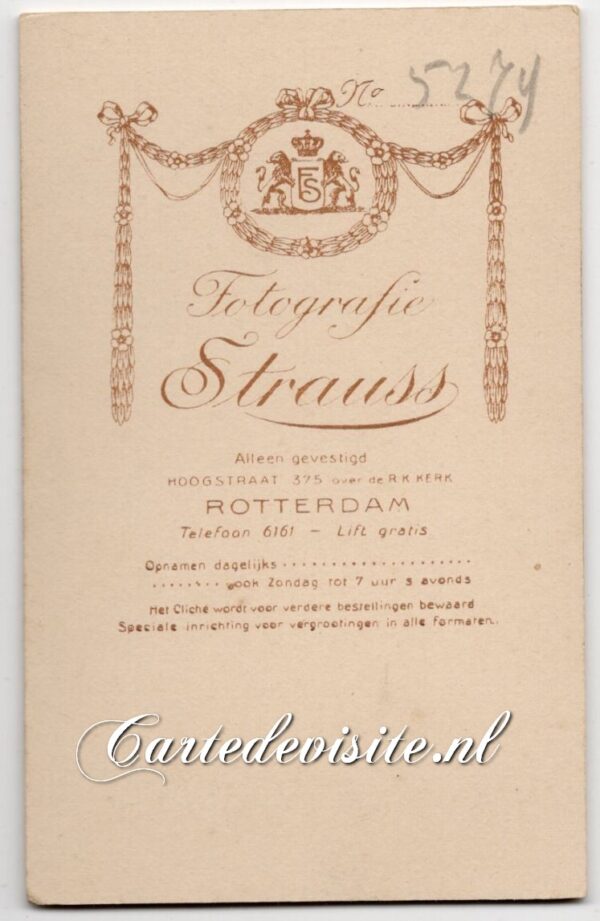 No 5274
FS
Fotografie
Strauss
Alleen gevestigd
HOOGSTRAAT 375 over de R.K. KERK
ROTTERDAM
Telefoon 6161 – Lift gratis
Opnamen dagelijks....................
........ook Zondag tot 7 uur s avonds
Het Cliché wordt voor verdere bestellingen bewaard
Speciale inrichting voor vergrootingen in alle formaten.
Cartedevisite.nl